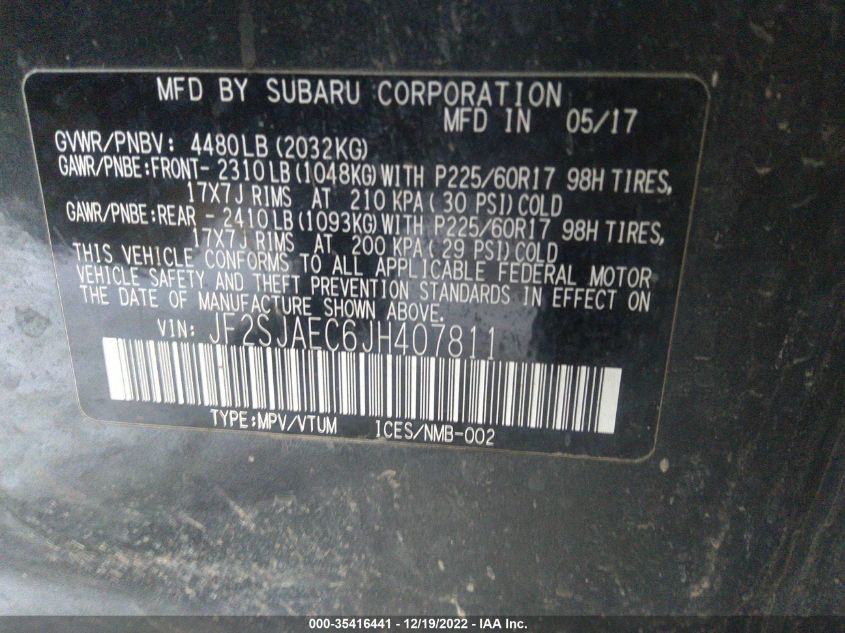 MFD BY SUBARU CORPORATION
MFD IN 05/17
GVWR/PNBV: 4480LB (2032KG)
GAWR/PNBE:FRONT- 2310LB (1048KG) WITH P225/60R17 98H TIRES,
17X7J RIMS AT 210 KPA ( 30 PSI) COLD
GAWR/PNBE:REAR - 2410LB (1093KG) WITH P225/60R17 98H TIRES,
17X7J RIMS AT 200 KPA ( 29 PSI) COLD
THIS VEHICLE CONFORMS TO ALL APPLICABLE FEDERAL MOTOR
VEHICLE SAFETY AND THEFT PREVENTION STANDARDS IN EFFECT ON
THE DATE OF MANUFACTURE SHOWN ABOVE.
VIN: JF2SJAEC6JH407811
TYPE:MPV/VTUM ICES/NMB-002
000-35416441 - 12/19/2022 - IAA Inc.